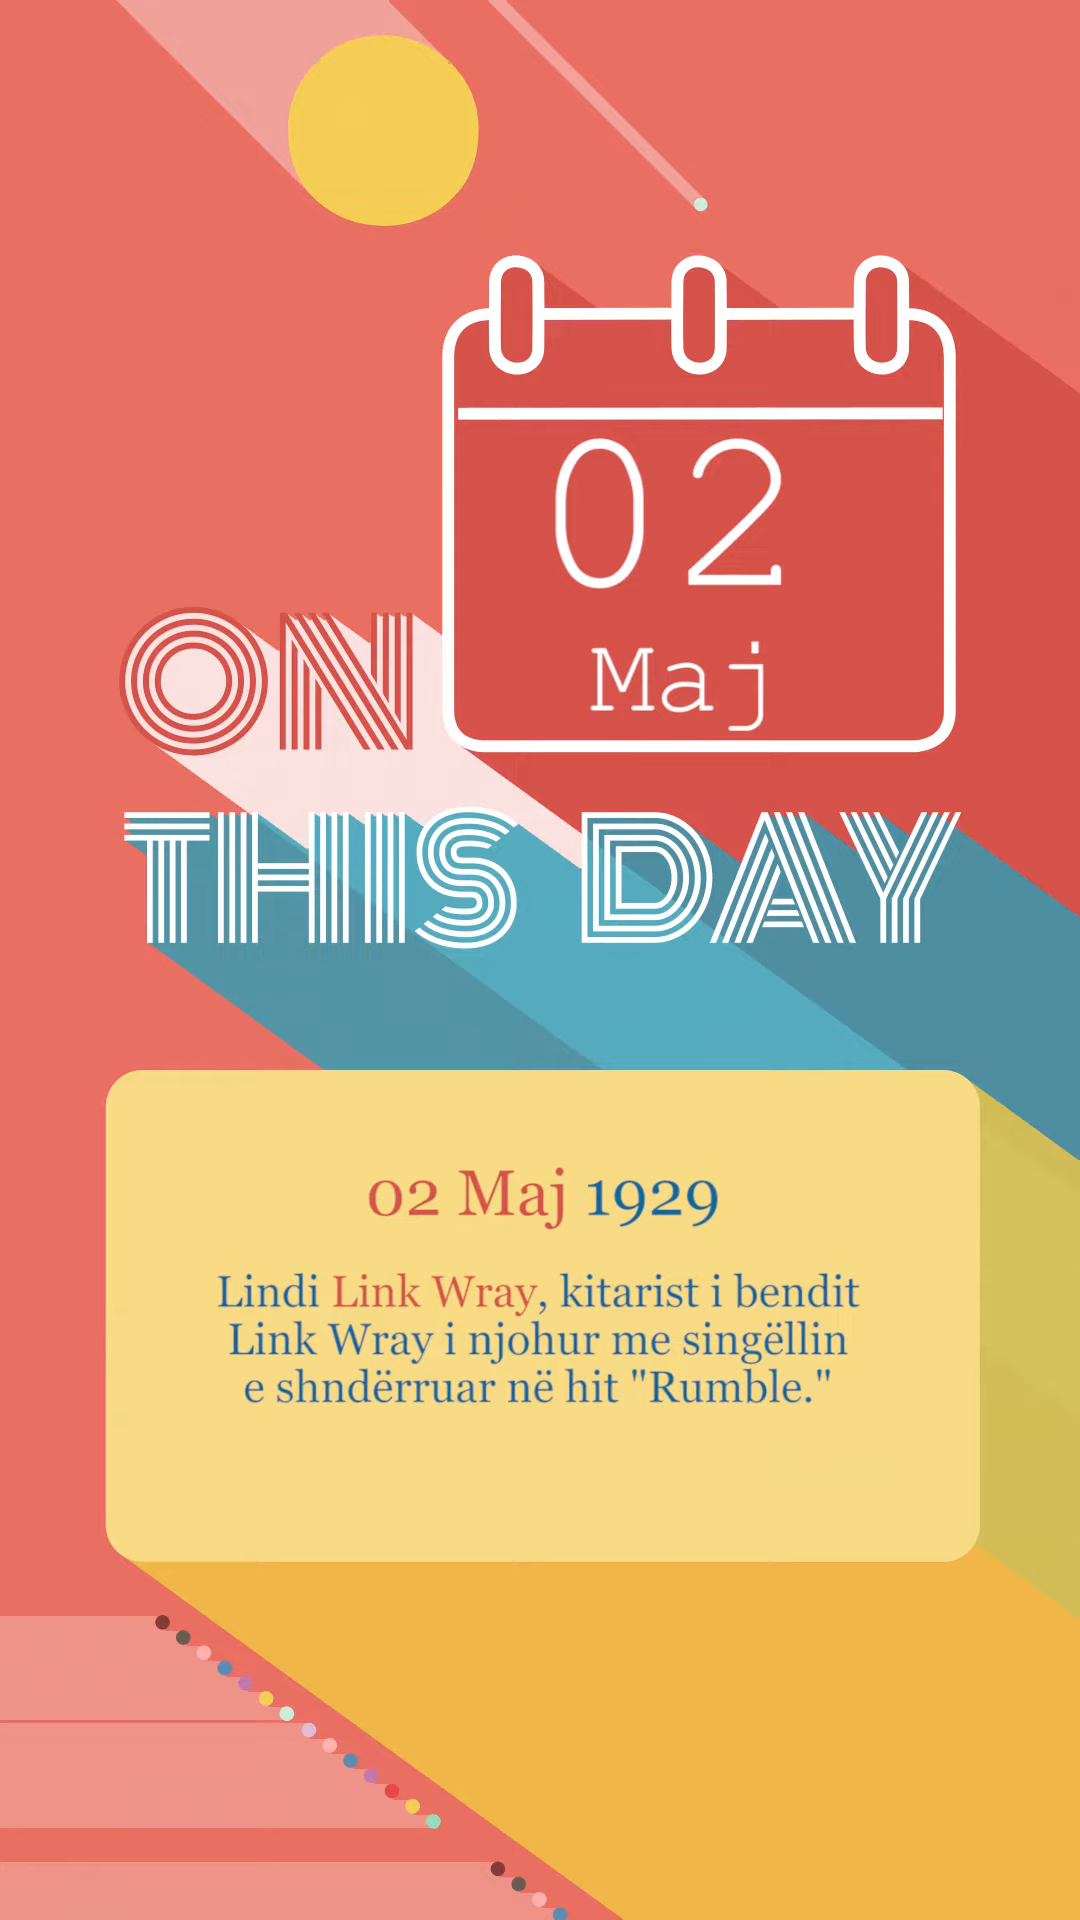 02
Maj
ON
THIS DAY
02 Maj 1929
Lindi Link Wray, kitarist i bendit
Link Wray i njohur me singëllin
e shndërruar në hit "Rumble."